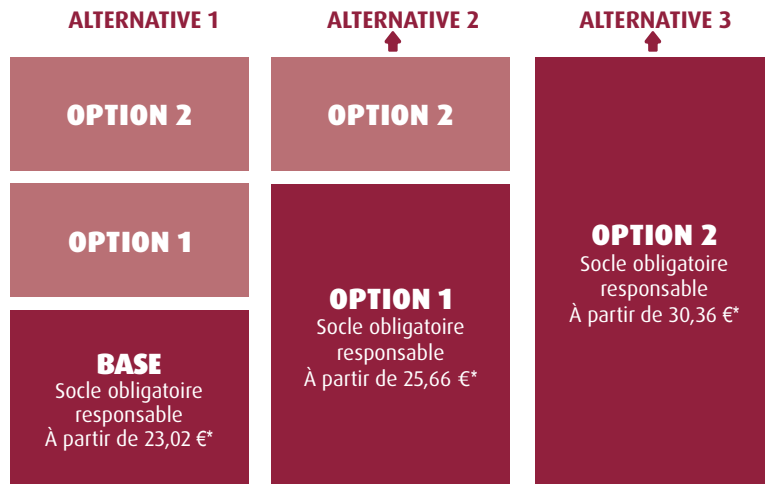 ALTERNATIVE 1
OPTION 2
OPTION 1
BASE
Socle obligatoire
responsable
À partir de 23,02 €*
ALTERNATIVE 2
OPTION 2
OPTION 1
Socle obligatoire
responsable
À partir de 25,66 €*
ALTERNATIVE 3
OPTION 2
Socle obligatoire
responsable
À partir de 30,36 €*